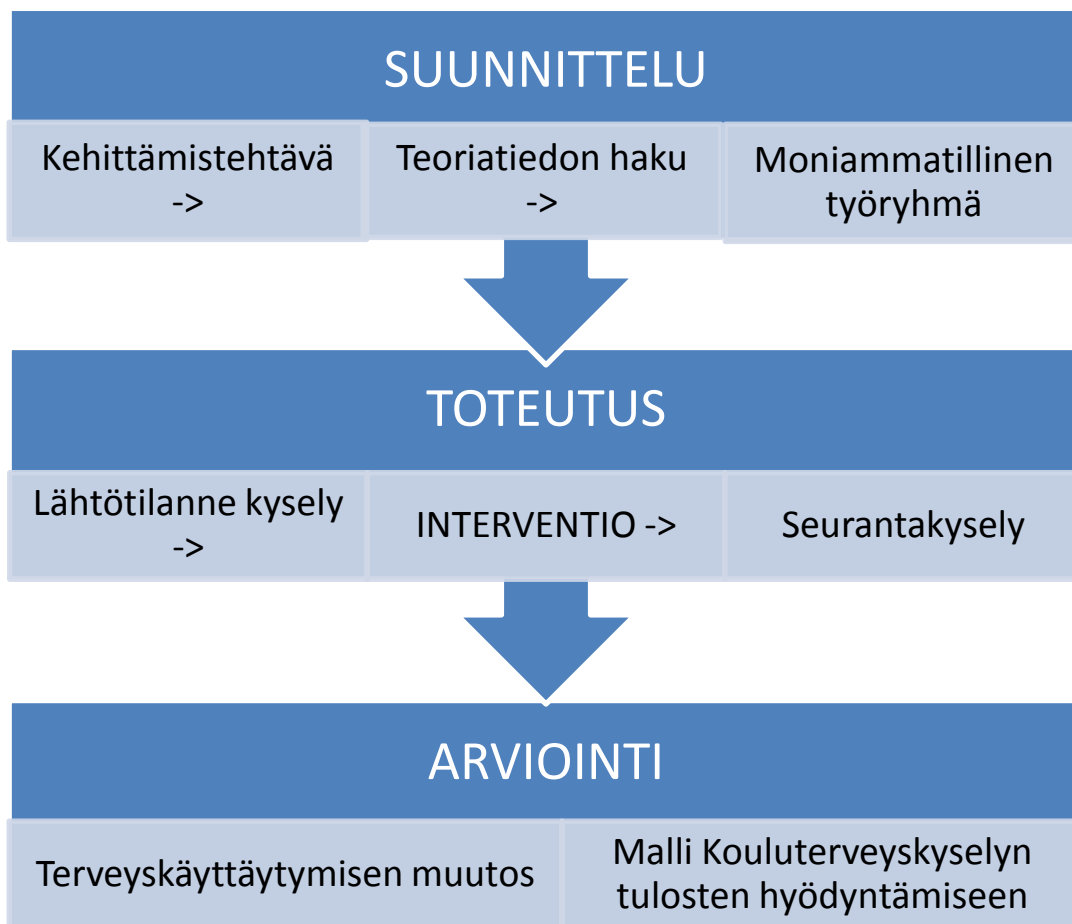 SUUNNITTELU
Kehittämistehtävä
->
Teoriatiedon haku
->
Moniammatillinen
työryhmä
TOTEUTUS
Lähtötilanne kysely
->
INTERVENTIO ->
Seurantakysely
ARVIOINTI
Terveyskäyttäytymisen muutos
Malli Kouluterveyskyselyn
tulosten hyödyntämiseen